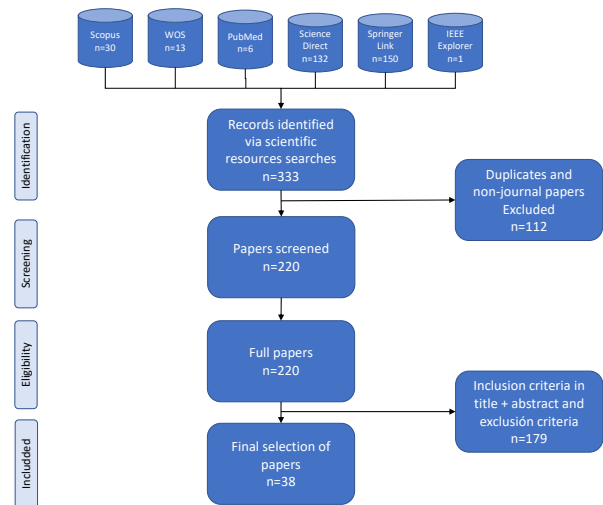 Scopus
n=30
WOS
n=13
PubMed
n=6
Science
Direct
n=132
Springer
Link
n=150
IEEE
Explorer
n=1
Identification
Records identified
via scientific
resources searches
n=333
Duplicates and
non-journal papers
Excluded
n=112
Screening
Papers screened
n=220
Eligibility
Full papers
n=220
Inclusion criteria in
title + abstract and
exclusión criteria
n=179
Includded
Final selection of
papers
n=38